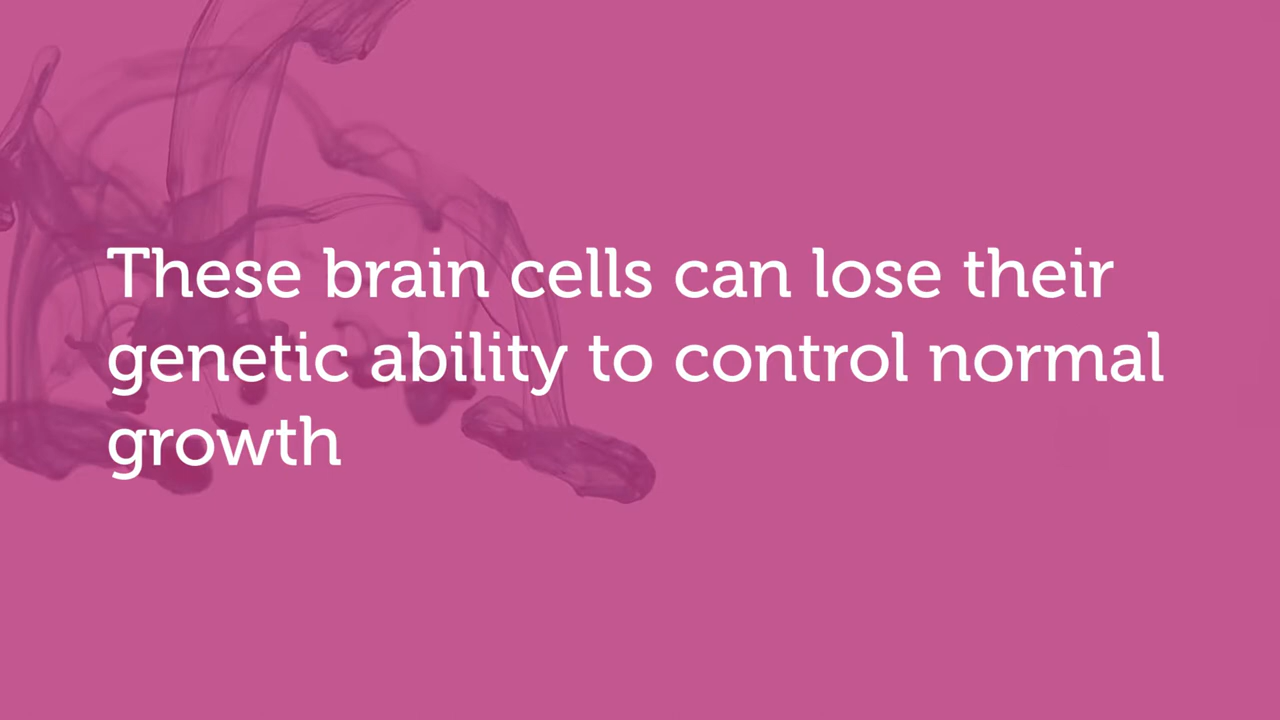 These brain cells can lose their
genetic ability to control normal
growth